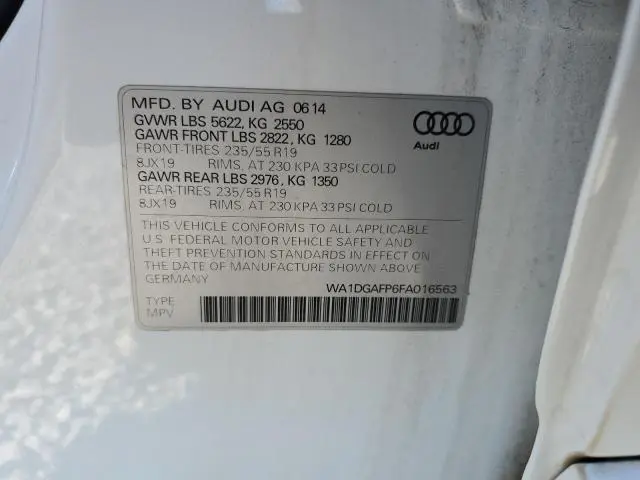 MFD. BY AUDI AG 06 14
GVWR LBS 5622, KG 2550
GAWR FRONT LBS 2822, KG 1280
FRONT-TIRES 235/55 R19
8JX19 RIMS, AT 230 KPA 33 PSI COLD
GAWR REAR LBS 2976, KG 1350
REAR-TIRES 235/55 R19
8JX19 RIMS, AT 230 KPA 33 PSI COLD
Audi
THIS VEHICLE CONFORMS TO ALL APPLICABLE
U.S. FEDERAL MOTOR VEHICLE SAFETY AND
THEFT PREVENTION STANDARDS IN EFFECT ON
THE DATE OF MANUFACTURE SHOWN ABOVE.
GERMANY
WA1DGAFP6FA016563
TYPE
MPV